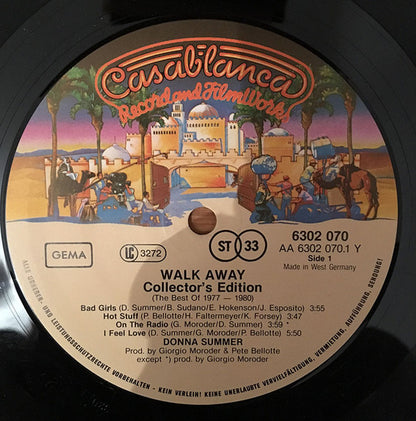 Casablanca
Record and FilmWorks
GEMA
LC 3272
ST 33
6302 070
AA 6302 070.1 Y
Side 1
Made in West Germany
WALK AWAY
Collector's Edition
(The Best Of 1977 — 1980)
Bad Girls (D. Summer/B. Sudano/E. Hokenson/J. Esposito) 3:55
Hot Stuff (P. Bellotte/H. Faltermeyer/K. Forsey) 3:47
On The Radio (G. Moroder/D. Summer) 3:59 *
I Feel Love (D. Summer/G. Moroder/P. Bellotte) 5:50
DONNA SUMMER
Prod. by Giorgio Moroder & Pete Bellotte
except *) prod. by Giorgio Moroder
ALLE URHEBER- UND LEISTUNGSSCHUTZRECHTE VORBEHALTEN - KEIN VERLEIH! KEINE UNERLAUBTE VERVIELFÄLTIGUNG, VERMIETUNG, AUFFÜHRUNG, SENDUNG!